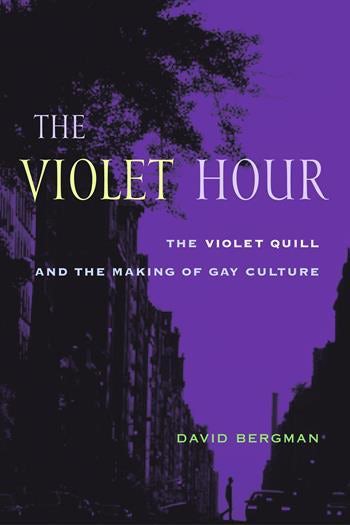 THE
VIOLET HOUR
THE VIOLET QUILL
AND THE MAKING OF GAY CULTURE
DAVID BERGMAN